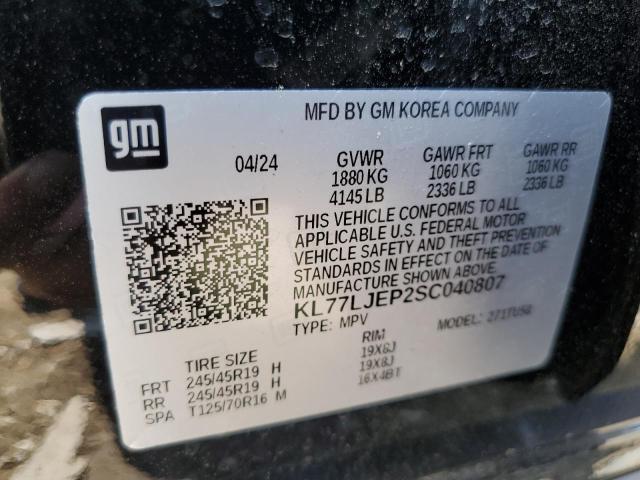 gm
MFD BY GM KOREA COMPANY
04/24 GVWR GAWR FRT GAWR RR
1880 KG 1060 KG 1060 KG
4145 LB 2336 LB 2336 LB
THIS VEHICLE CONFORMS TO ALL
APPLICABLE U.S. FEDERAL MOTOR
VEHICLE SAFETY AND THEFT PREVENTION
STANDARDS IN EFFECT ON THE DATE OF
MANUFACTURE SHOWN ABOVE.
KL77LJEP2SC040807
TYPE: MPV MODEL: 271TU58
TIRE SIZE RIM
FRT 245/45R19 H 19X8J
RR 245/45R19 H 19X8J
SPA T125/70R16 M 16X4BT